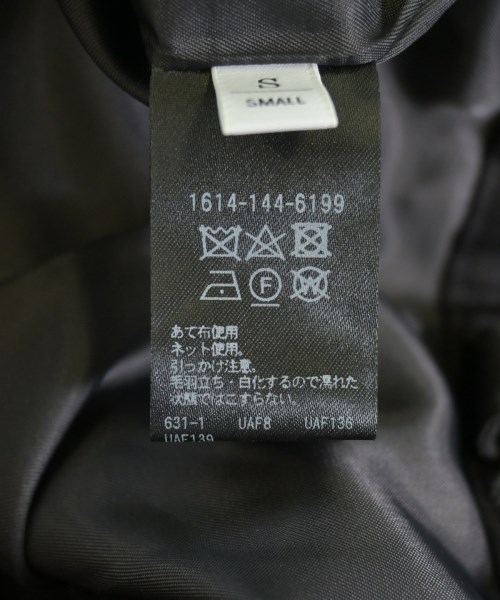 S
SMALL
1614-144-6199
F
W
あて布使用
ネット使用。
引っかけ注意。
毛羽立ち・白化するので濡れた
状態ではこすらない。
631-1 UAF8 UAF136
UAF139